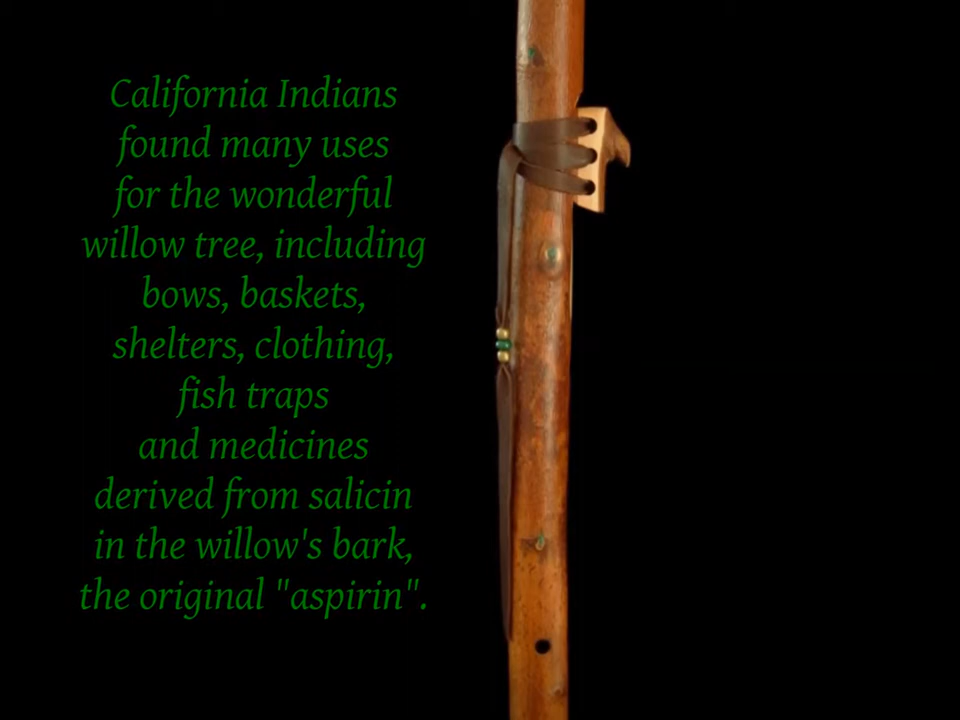 California Indians
found many uses
for the wonderful
willow tree, including
bows, baskets,
shelters, clothing,
fish traps
and medicines
derived from salicin
in the willow's bark,
the original "aspirin".